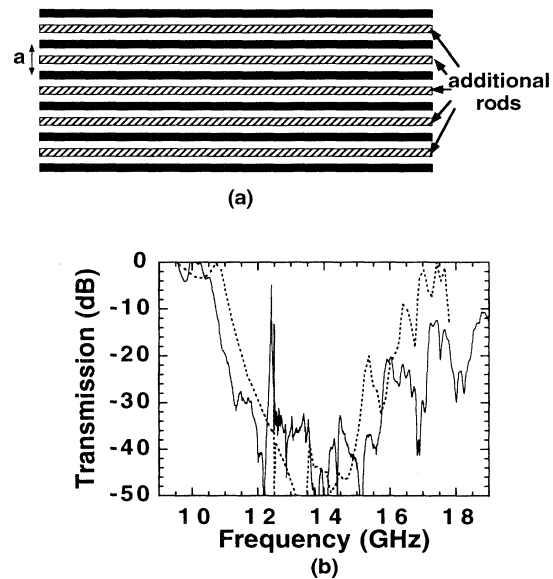 a
additional
rods
(a)
0
-10
-20
-30
-40
-50
Transmission (dB)
10 12 14 16 18
Frequency (GHz)
(b)